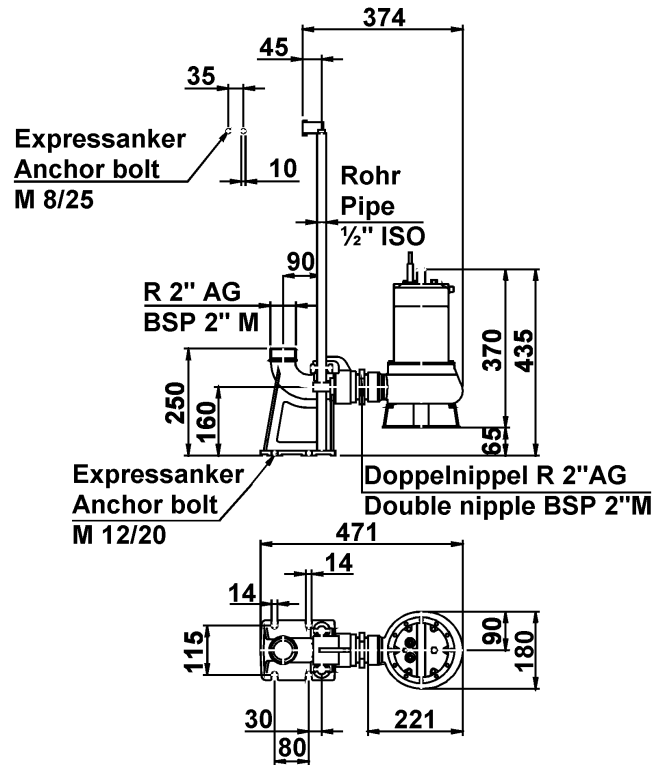 374
45
35
Expressanker
Anchor bolt
M 8/25
10
Rohr
Pipe
½" ISO
90
R 2" AG
BSP 2" M
250
160
370
435
65
Expressanker
Anchor bolt
M 12/20
Doppelnippel R 2"AG
Double nipple BSP 2"M
471
14
14
115
90
180
30
221
80